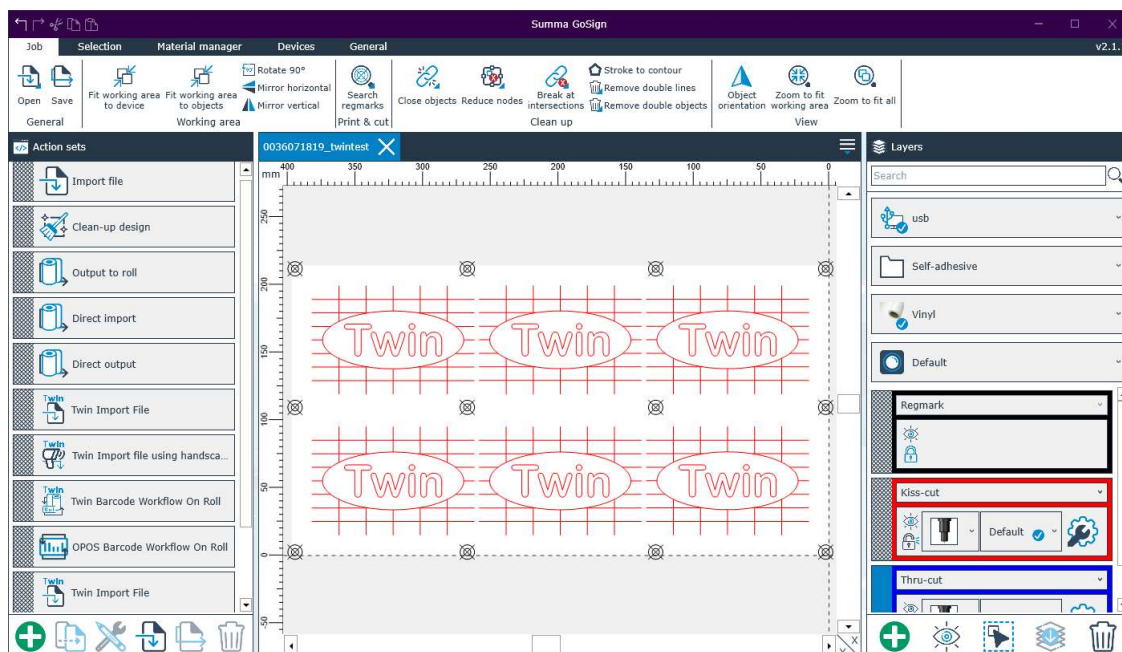 Summa GoSign
Job Selection Material manager Devices General v2.1.
Open
Save
General
Fit working area
to device
Fit working area
to objects
Rotate 90°
Mirror horizontal
Mirror vertical
Working area
Search
regmarks
Print & cut
Close objects
Reduce nodes
Break at
intersections
Stroke to contour
Remove double lines
Remove double objects
Clean up
Object
orientation
Zoom to fit
working area
Zoom to fit all
View
Action sets
Import file
Clean-up design
Output to roll
Direct import
Direct output
Twin
Twin Import File
Twin
Twin Import file using handsca...
Twin
Twin Barcode Workflow On Roll
OPOS Barcode Workflow On Roll
Twin
Twin Import File
0036071819_twintest
mm 400 350 300 250 200 150 100 50 0
250
200
150
100
50
0
-50
Twin Twin Twin
Twin Twin Twin
X
Layers
Search
usb
Self-adhesive
Vinyl
Default
Regmark
Kiss-cut
Default
Thru-cut